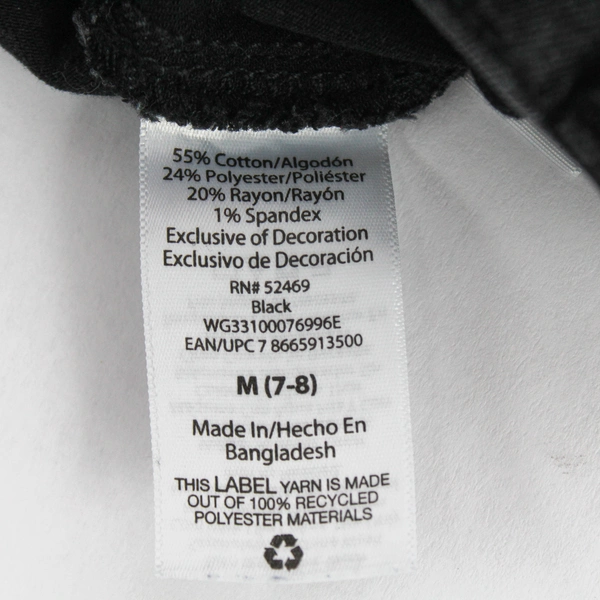 55% Cotton/Algodón
24% Polyester/Poliéster
20% Rayon/Rayón
1% Spandex
Exclusive of Decoration
Exclusivo de Decoración
RN# 52469
Black
WG33100076996E
EAN/UPC 7 8665913500
M (7-8)
Made In/Hecho En
Bangladesh
THIS LABEL YARN IS MADE
OUT OF 100% RECYCLED
POLYESTER MATERIALS